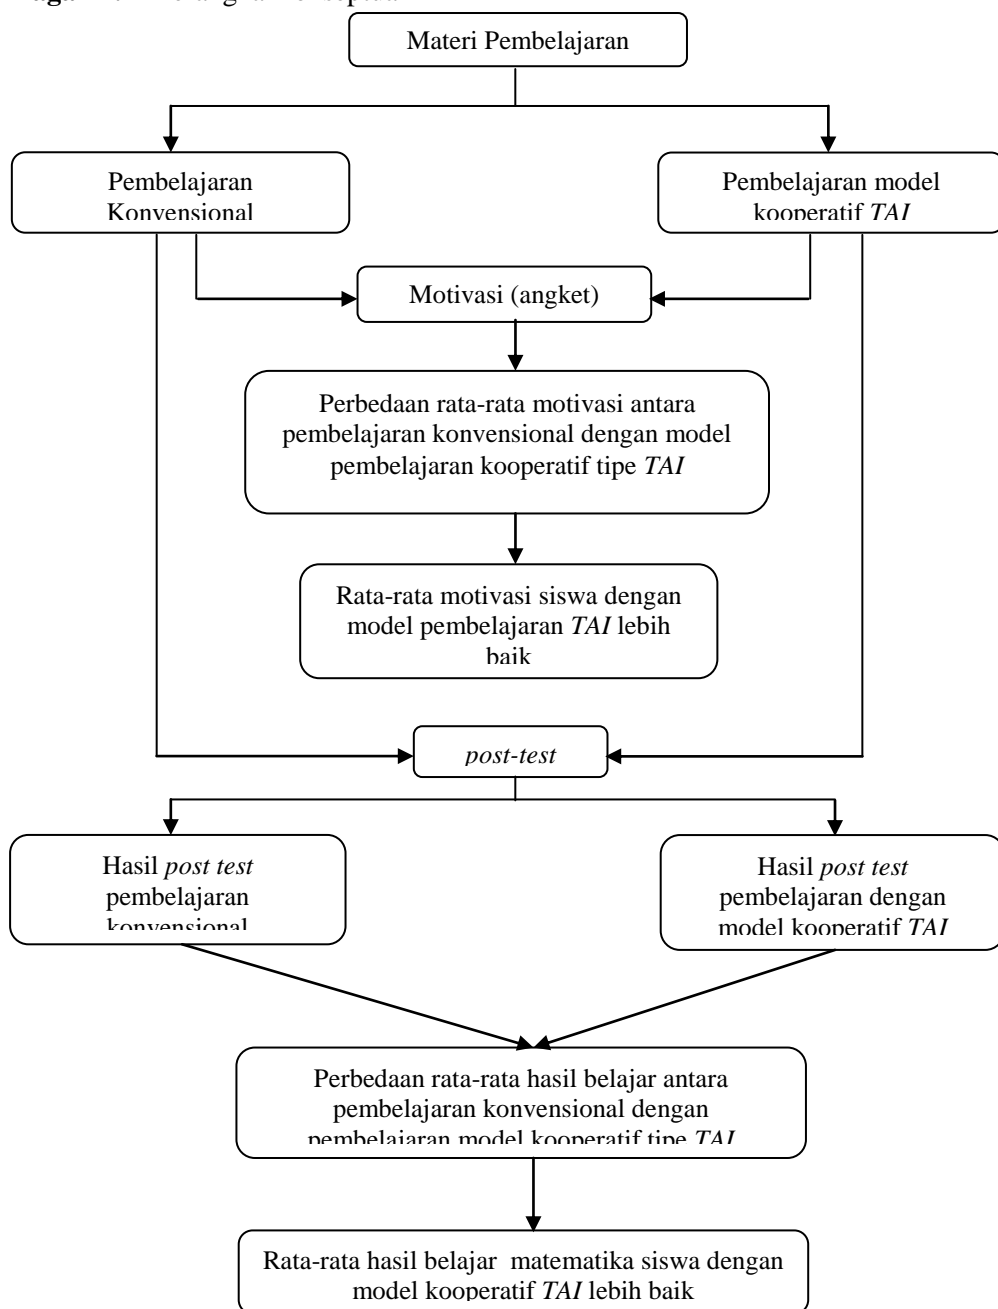 Materi Pembelajaran
Pembelajaran
Konvensional
Pembelajaran model
kooperatif TAI
Motivasi (angket)
Perbedaan rata-rata motivasi antara
pembelajaran konvensional dengan model
pembelajaran kooperatif tipe TAI
Rata-rata motivasi siswa dengan
model pembelajaran TAI lebih
baik
post-test
Hasil post test
pembelajaran
konvensional
Hasil post test
pembelajaran dengan
model kooperatif TAI
Perbedaan rata-rata hasil belajar antara
pembelajaran konvensional dengan
pembelajaran model kooperatif tipe TAI
Rata-rata hasil belajar matematika siswa dengan
model kooperatif TAI lebih baik